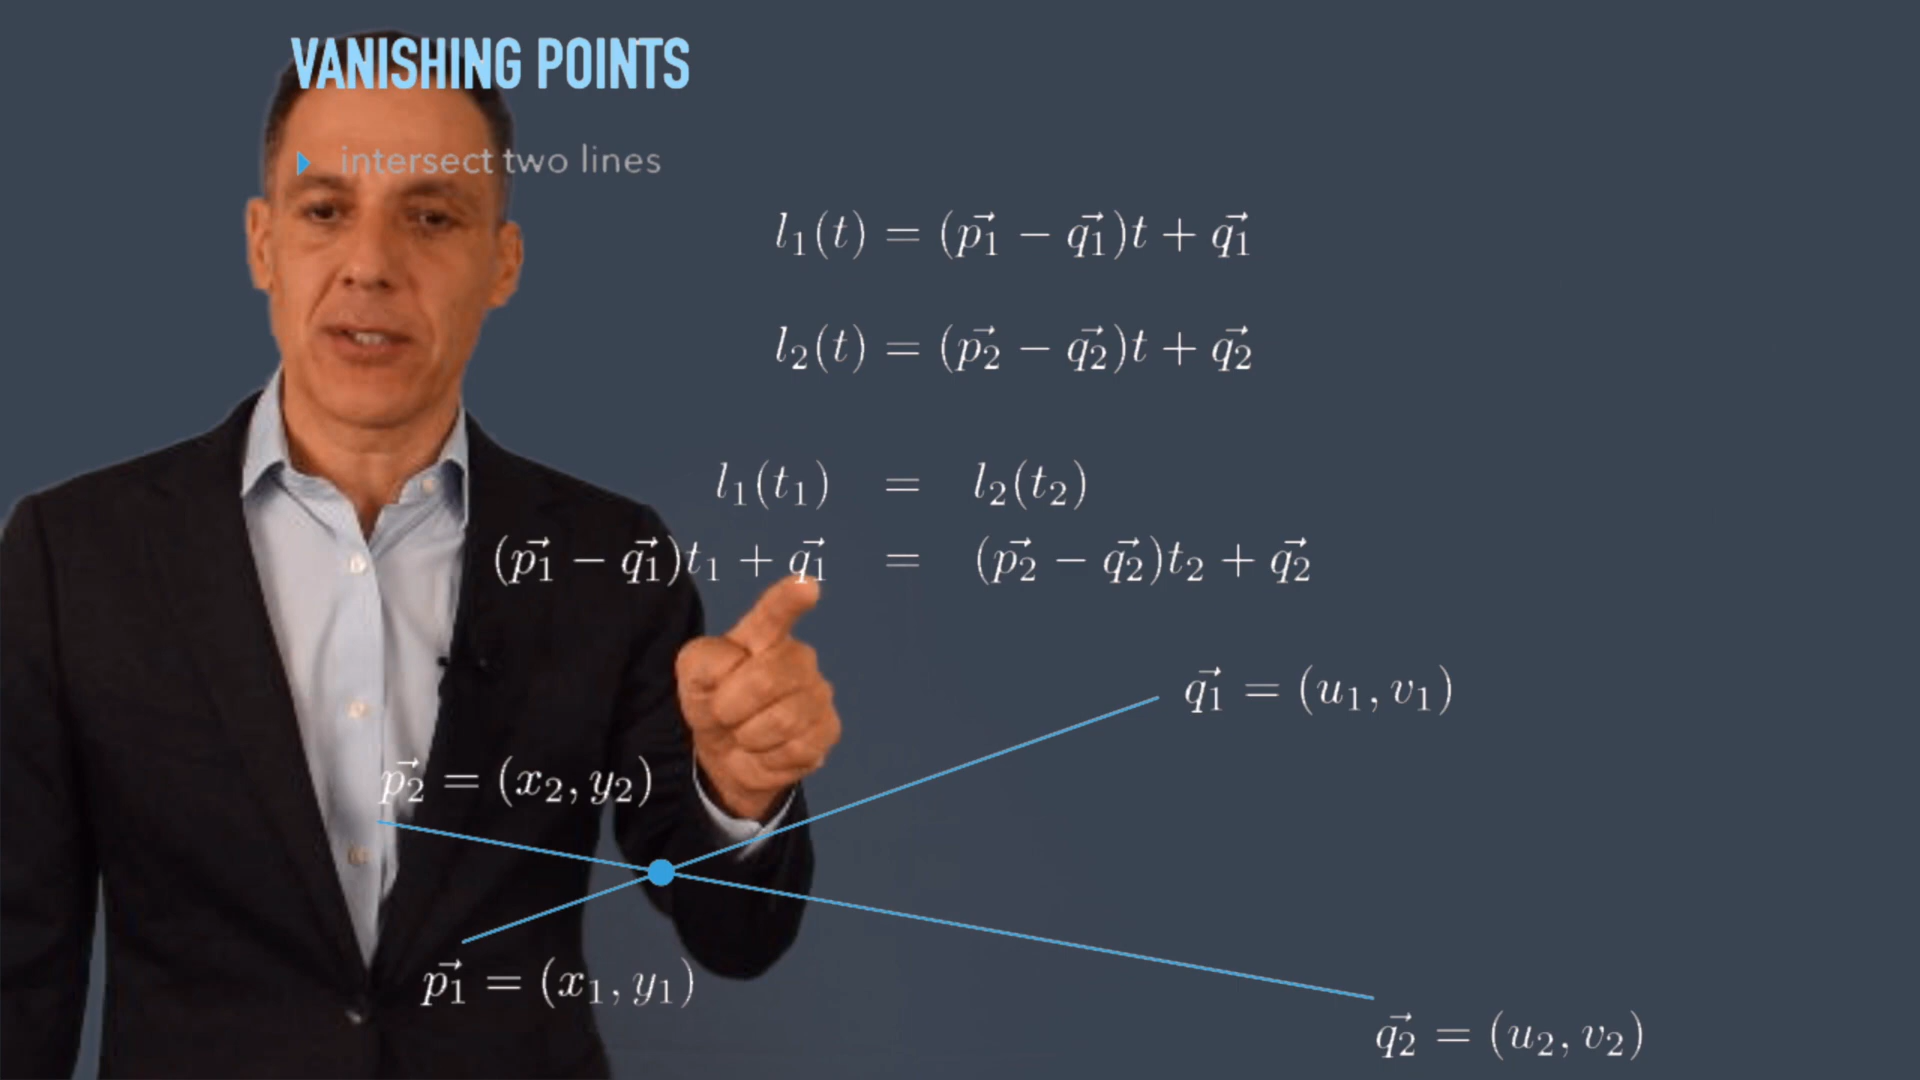 VANISHING POINTS
intersect two lines
l₁(t) = (p⃗₁ − q⃗₁)t + q⃗₁
l₂(t) = (p⃗₂ − q⃗₂)t + q⃗₂
l₁(t₁) = l₂(t₂)
(p⃗₁ − q⃗₁)t₁ + q⃗₁ = (p⃗₂ − q⃗₂)t₂ + q⃗₂
q⃗₁ = (u₁, v₁)
p⃗₂ = (x₂, y₂)
p⃗₁ = (x₁, y₁)
q⃗₂ = (u₂, v₂)